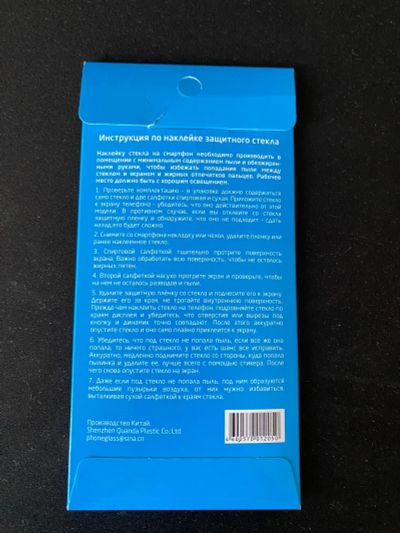 Инструкция по наклейке защитного стекла
Наклейку стекла на смартфон необходимо производить в
помещении с минимальным содержанием пыли и обезжирен-
ными руками, чтобы избежать попадания пыли между
стеклом и экраном и жирных отпечатков пальцев. Рабочее
место должно быть с хорошим освещением.
1. Проверьте комплектацию - в упаковке должно содержаться
само стекло и две салфетки спиртовая и сухая. Приложите стекло
к экрану телефона - убедитесь, что оно действительно от этой
модели. В противном случае, если вы отклеите со стекла
защитную пленку и обнаружите, что оно не подходит - сдать
назад его будет сложно.
2. Снимите со смартфона накладку или чехол, удалите плёнку или
ранее наклеенное стекло.
3. Спиртовой салфеткой тщательно протрите поверхность
экрана. Важно обработать всю поверхность, чтобы не осталось
жирных пятен.
4. Второй салфеткой насухо протрите экран и проверьте, чтобы
на нем не осталось разводов и пыли.
5. Удалите защитную плёнку со стекла и поднесите его к экрану.
Держите его за края, не трогайте внутреннюю поверхность.
Прежде чем наклеить стекло на телефон, подровняйте стекло по
краям дисплея и убедитесь, что отверстия или вырезы под
кнопку и динамик точно совпадают. После этого аккуратно
опустите стекло и оно само плавно приклеится к экрану.
6. Убедитесь, что под стекло не попала пыль, если все же она
попала, то ничего страшного, у вас есть шанс все исправить.
Аккуратно, медленно поднимите стекло со стороны, куда попала
пылинка и удалите ее, лучше всего с помощью стикера. После
чего снова опустите стекло на экран.
7. Даже если под стекло не попала пыль, под ним образуются
небольшие пузырьки воздуха, от них нужно избавиться,
выталкивая сухой салфеткой к краям стекла.
Производство Китай.
Shenzhen Quanda Plastic Co.,Ltd
phoneglass@sina.cn